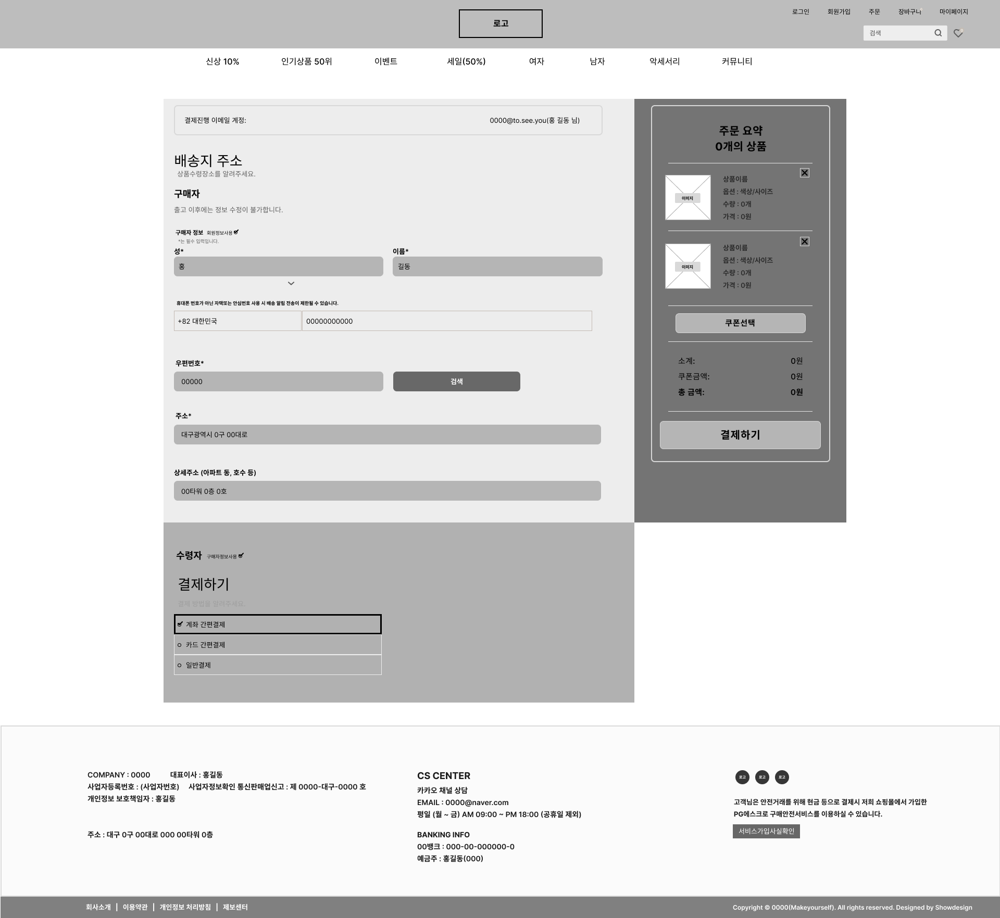 로그인 회원가입 주문 장바구니 마이페이지
로고
검색
신상 10% 인기상품 50위 이벤트 세일(50%) 여자 남자 악세서리 커뮤니티
결제진행 이메일 계정: 0000@to.see.you(홍 길동 님)
배송지 주소
상품수령장소를 알려주세요.
구매자
출고 이후에는 정보 수정이 불가합니다.
구매자 정보 회원정보사용
*는 필수 입력입니다.
성* 이름*
홍 길동
휴대폰 번호가 아닌 자택또는 안심번호 사용 시 배송 알림 전송이 제한될 수 있습니다.
+82 대한민국 00000000000
우편번호*
00000 검색
주소*
대구광역시 0구 00대로
상세주소 (아파트 동, 호수 등)
00타워 0층 0호
주문 요약
0개의 상품
이미지
상품이름
옵션 : 색상/사이즈
수량 : 0개
가격 : 0원
이미지
상품이름
옵션 : 색상/사이즈
수량 : 0개
가격 : 0원
쿠폰선택
소계: 0원
쿠폰금액: 0원
총 금액: 0원
결제하기
수령자 구매자정보사용
결제하기
결제 방법을 알려주세요.
계좌 간편결제
카드 간편결제
일반결제
COMPANY : 0000 대표이사 : 홍길동
사업자등록번호 : (사업자번호) 사업자정보확인 통신판매업신고 : 제 0000-대구-0000 호
개인정보 보호책임자 : 홍길동
주소 : 대구 0구 00대로 000 00타워 0층
CS CENTER
카카오 채널 상담
EMAIL : 0000@naver.com
평일 (월 ~ 금) AM 09:00 ~ PM 18:00 (공휴일 제외)
BANKING INFO
00뱅크 : 000-00-000000-0
예금주 : 홍길동(000)
로고 로고 로고
고객님은 안전거래를 위해 현금 등으로 결제시 저희 쇼핑몰에서 가입한
PG에스크로 구매안전서비스를 이용하실 수 있습니다.
서비스가입사실확인
회사소개 | 이용약관 | 개인정보 처리방침 | 제보센터
Copyright © 0000(Makeyourself). All rights reserved. Designed by Showdesign